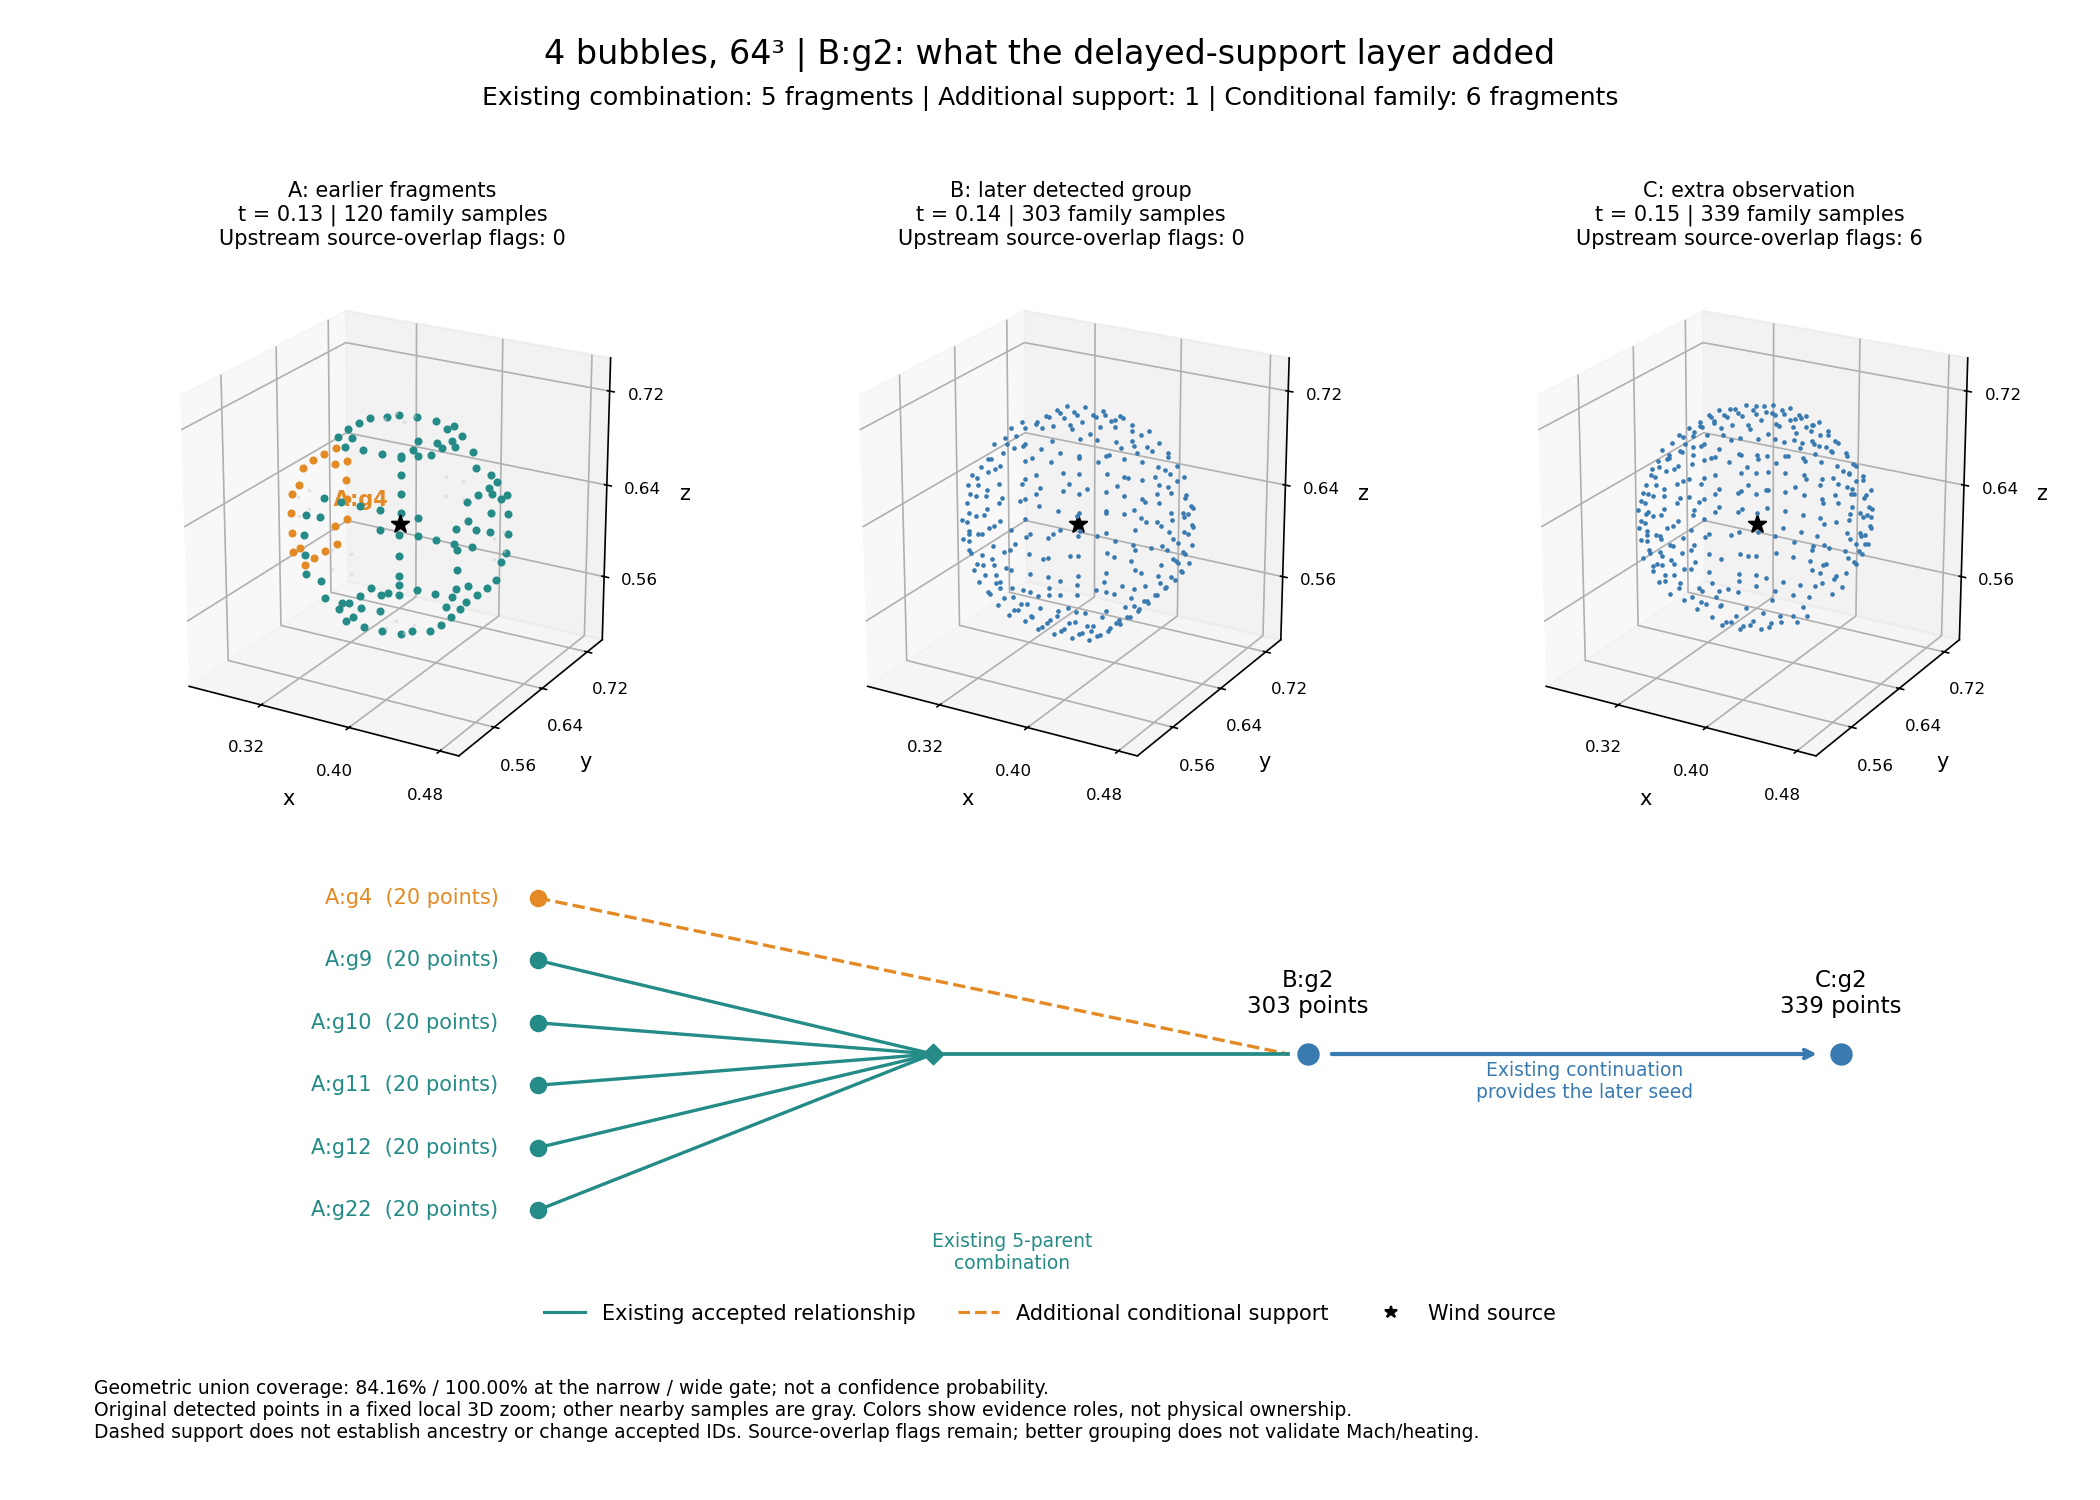 4 bubbles, 64³ | B:g2: what the delayed-support layer added
Existing combination: 5 fragments | Additional support: 1 | Conditional family: 6 fragments
A: earlier fragments
t = 0.13 | 120 family samples
Upstream source-overlap flags: 0
B: later detected group
t = 0.14 | 303 family samples
Upstream source-overlap flags: 0
C: extra observation
t = 0.15 | 339 family samples
Upstream source-overlap flags: 6
A:g4
0.72
0.64
z
0.56
0.72
0.64
0.56
y
0.32
0.40
0.48
x
0.72
0.64
z
0.56
0.72
0.64
0.56
y
0.32
0.40
0.48
x
0.72
0.64
z
0.56
0.72
0.64
0.56
y
0.32
0.40
0.48
x
A:g4 (20 points)
A:g9 (20 points)
A:g10 (20 points)
A:g11 (20 points)
A:g12 (20 points)
A:g22 (20 points)
B:g2
303 points
C:g2
339 points
Existing continuation
provides the later seed
Existing 5-parent
combination
Existing accepted relationship
Additional conditional support
Wind source
Geometric union coverage: 84.16% / 100.00% at the narrow / wide gate; not a confidence probability.
Original detected points in a fixed local 3D zoom; other nearby samples are gray. Colors show evidence roles, not physical ownership.
Dashed support does not establish ancestry or change accepted IDs. Source-overlap flags remain; better grouping does not validate Mach/heating.